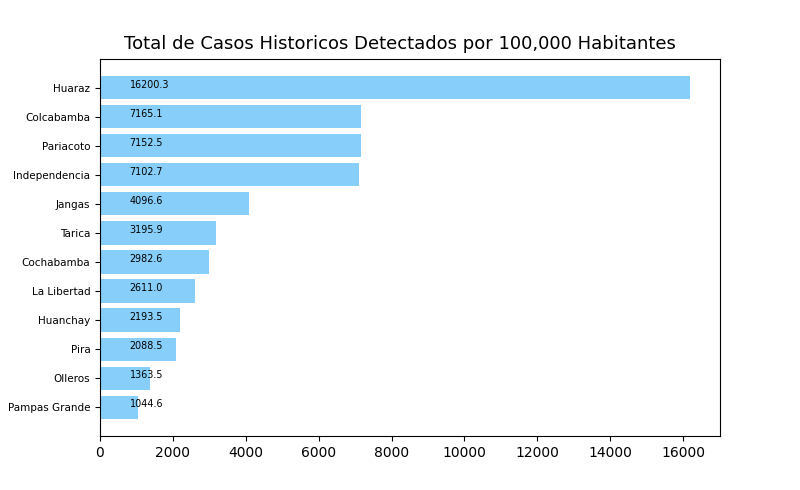 Total de Casos Historicos Detectados por 100,000 Habitantes
Huaraz 16200.3
Colcabamba 7165.1
Pariacoto 7152.5
Independencia 7102.7
Jangas 4096.6
Tarica 3195.9
Cochabamba 2982.6
La Libertad 2611.0
Huanchay 2193.5
Pira 2088.5
Olleros 1363.5
Pampas Grande 1044.6
0 2000 4000 6000 8000 10000 12000 14000 16000